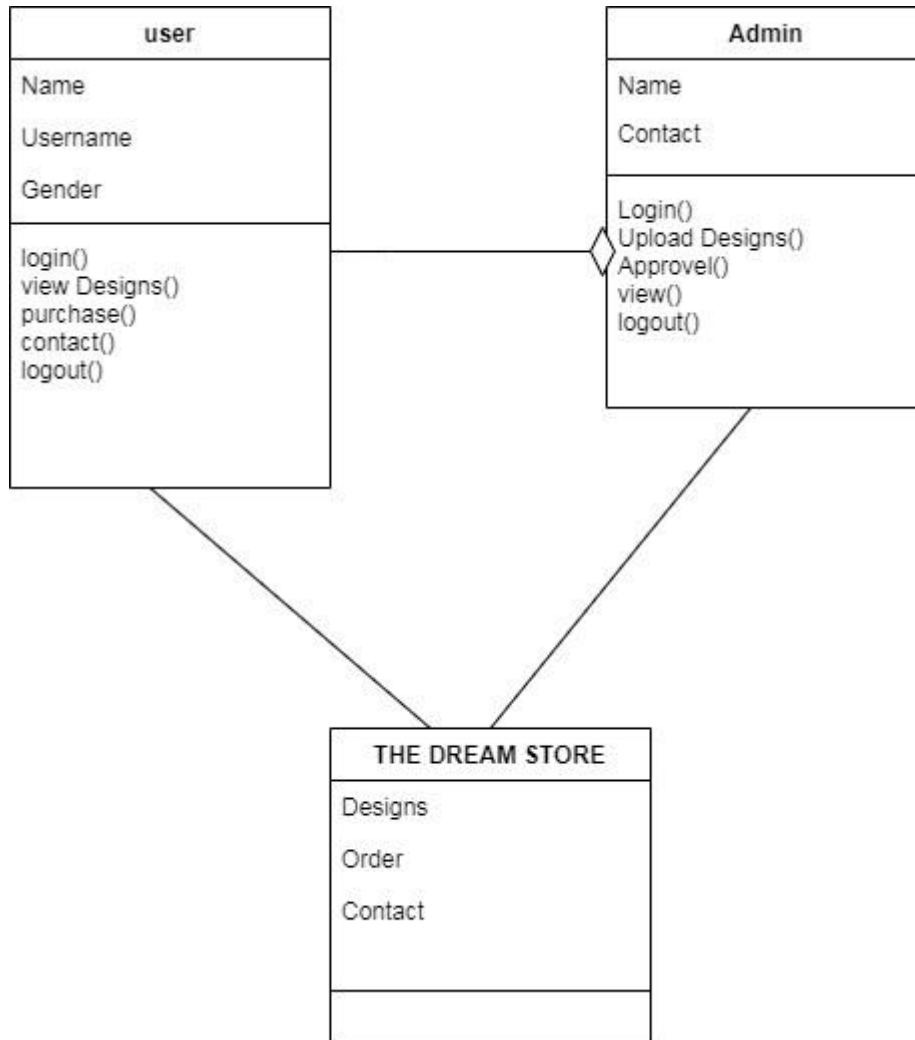 user
Name
Username
Gender
login()
view Designs()
purchase()
contact()
logout()
Admin
Name
Contact
Login()
Upload Designs()
Approvel()
view()
logout()
THE DREAM STORE
Designs
Order
Contact